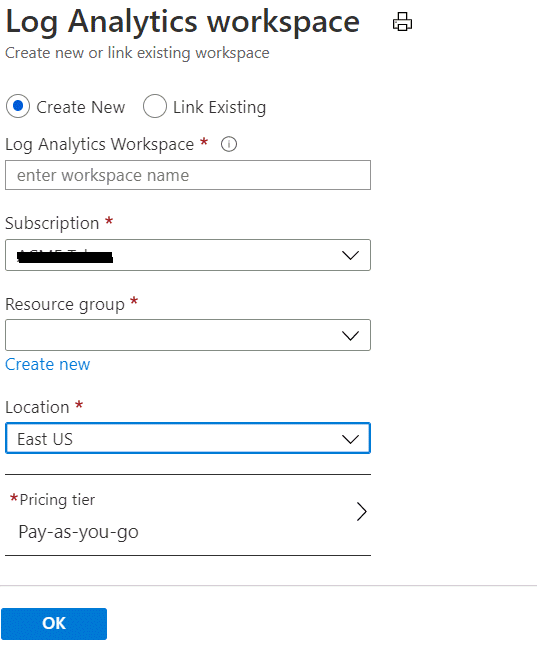 Log Analytics workspace
Create new or link existing workspace
Create New Link Existing
Log Analytics Workspace *
enter workspace name
Subscription *
Resource group *
Create new
Location *
East US
*Pricing tier
Pay-as-you-go
OK